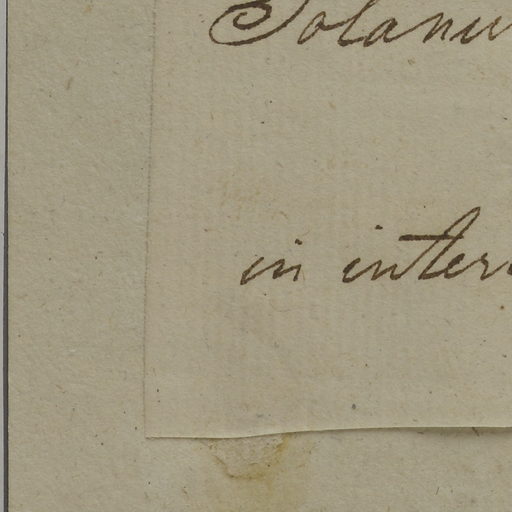 Solanu
in inter